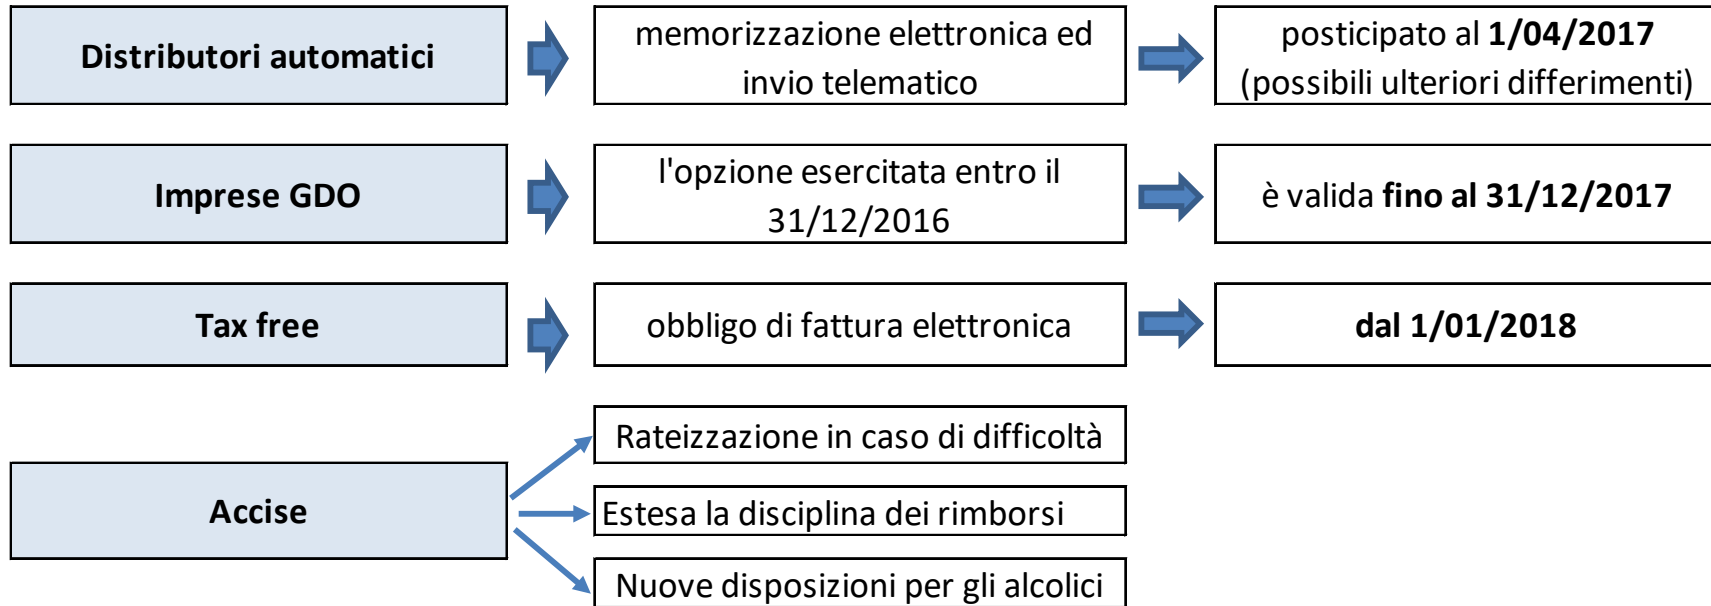 Distributori automatici
memorizzazione elettronica ed
invio telematico
posticipato al 1/04/2017
(possibili ulteriori differimenti)
Imprese GDO
l'opzione esercitata entro il
31/12/2016
è valida fino al 31/12/2017
Tax free
obbligo di fattura elettronica
dal 1/01/2018
Accise
Rateizzazione in caso di difficoltà
Estesa la disciplina dei rimborsi
Nuove disposizioni per gli alcolici